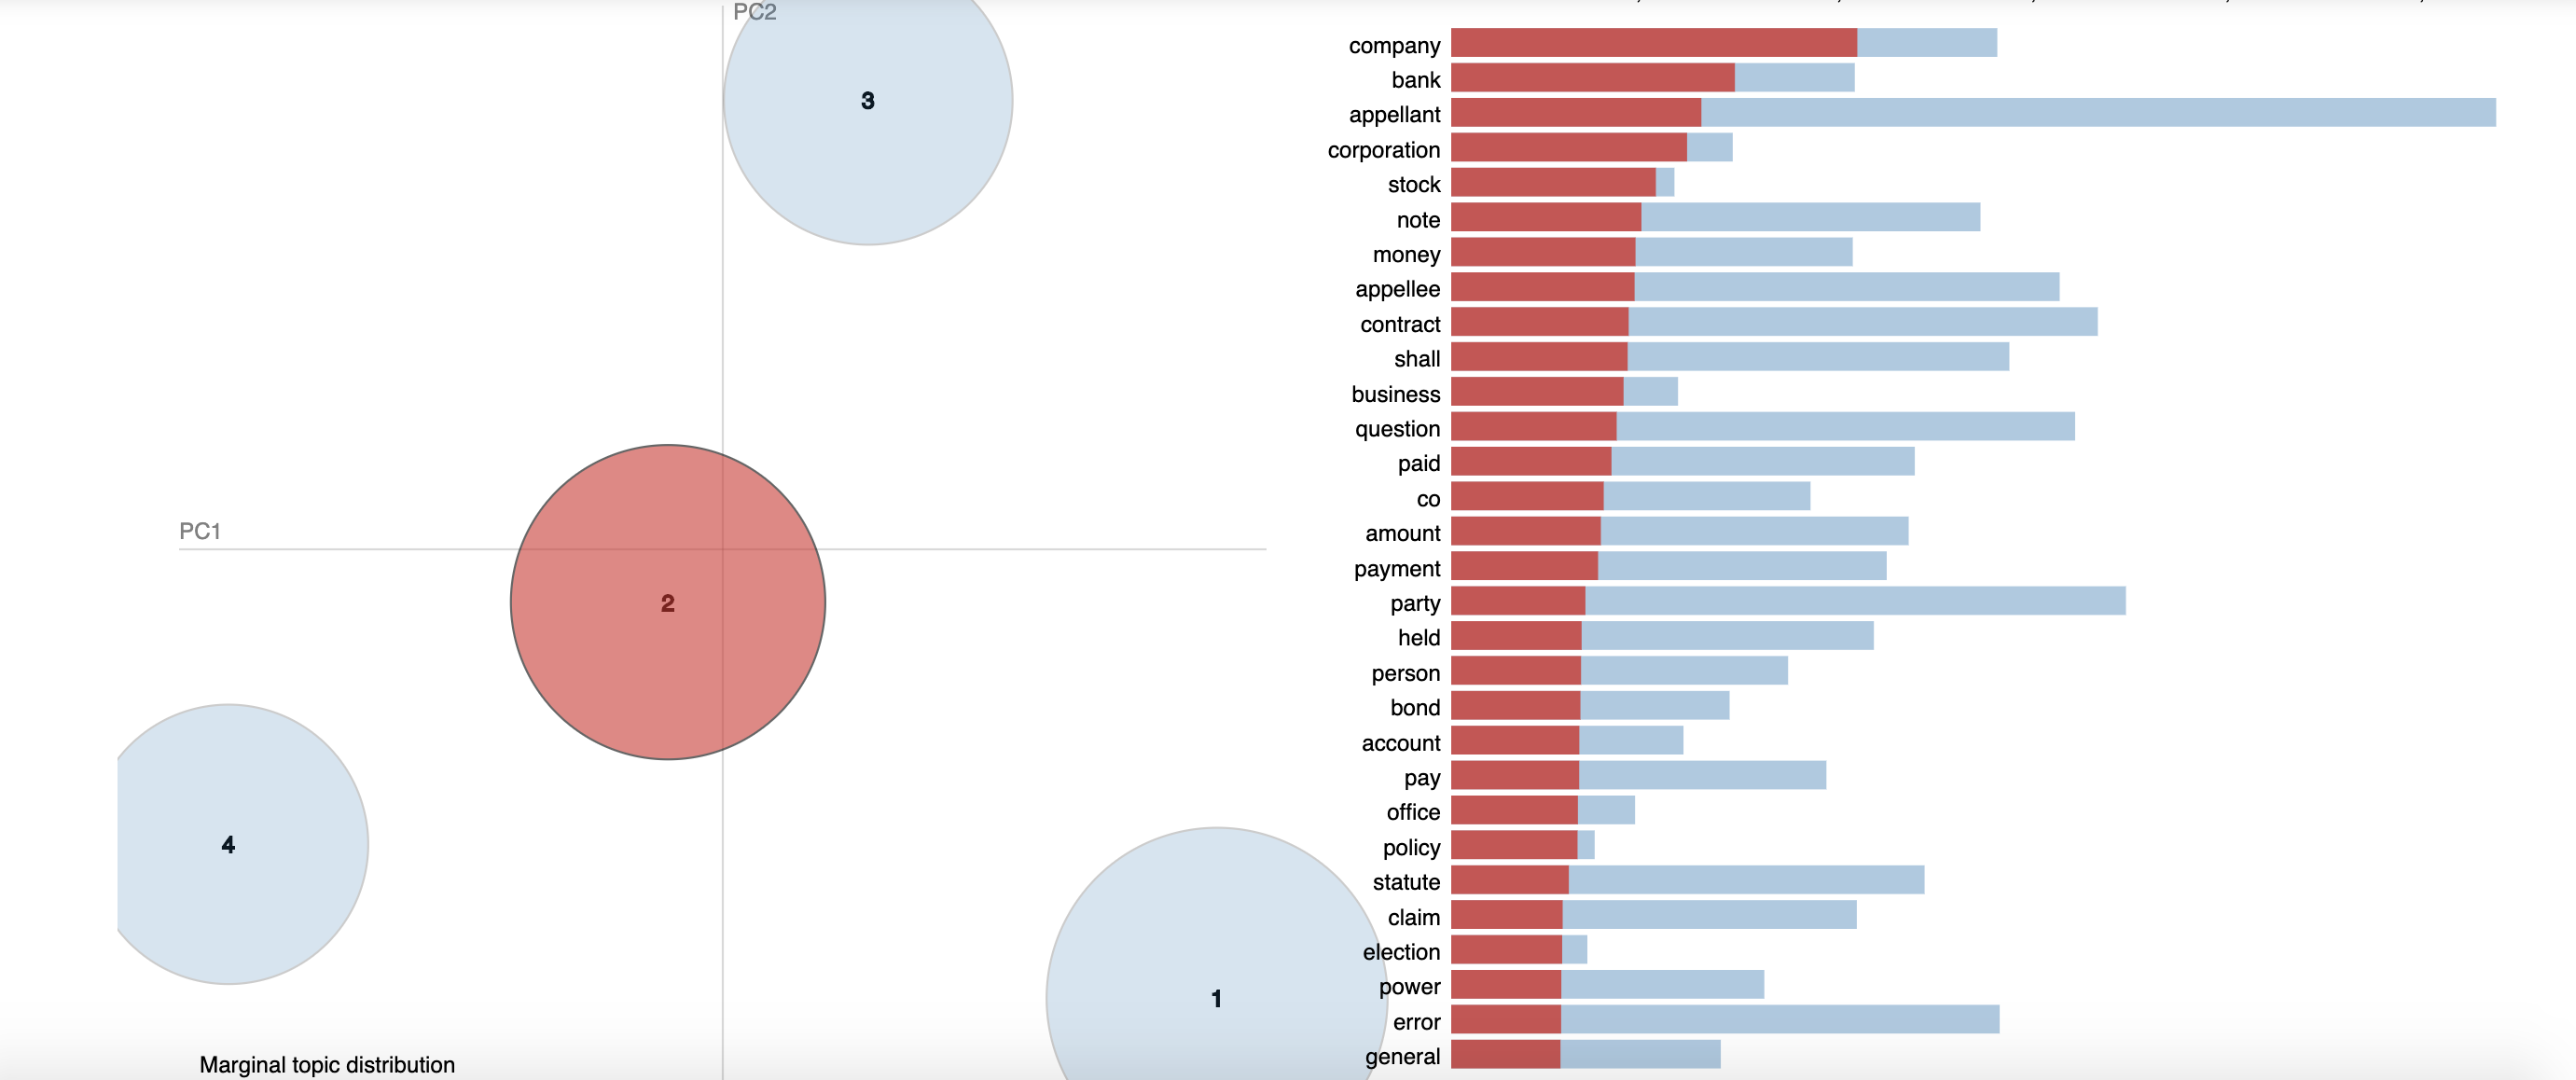 PC2
3
PC1
2
4
1
Marginal topic distribution
company
bank
appellant
corporation
stock
note
money
appellee
contract
shall
business
question
paid
co
amount
payment
party
held
person
bond
account
pay
office
policy
statute
claim
election
power
error
general